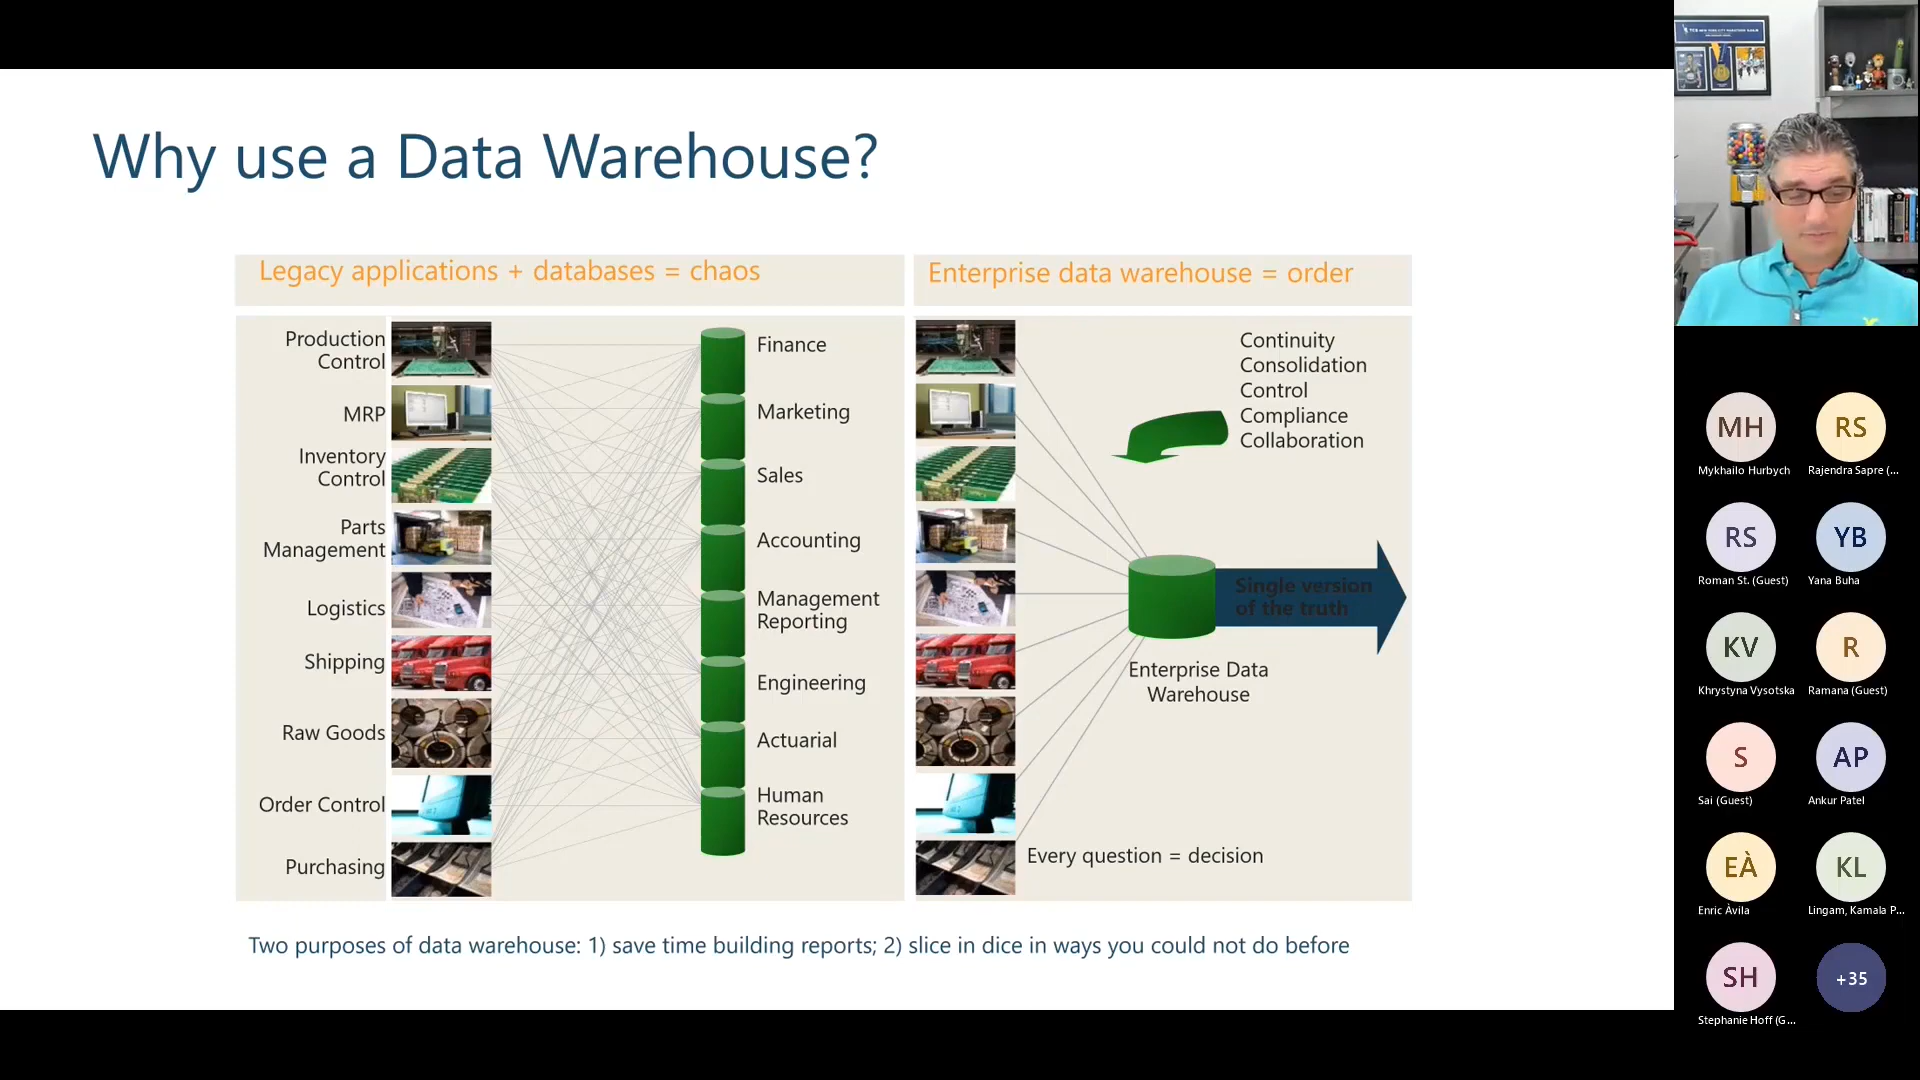 Why use a Data Warehouse?
Legacy applications + databases = chaos
Production
Control
MRP
Inventory
Control
Parts
Management
Logistics
Shipping
Raw Goods
Order Control
Purchasing
Finance
Marketing
Sales
Accounting
Management
Reporting
Engineering
Actuarial
Human
Resources
Enterprise data warehouse = order
Continuity
Consolidation
Control
Compliance
Collaboration
Single version
of the truth
Enterprise Data
Warehouse
Every question = decision
Two purposes of data warehouse: 1) save time building reports; 2) slice in dice in ways you could not do before
MH
Mykhailo Hurbych
RS
Rajendra Sapre (...
RS
Roman St. (Guest)
YB
Yana Buha
KV
Khrystyna Vysotska
R
Ramana (Guest)
S
Sai (Guest)
AP
Ankur Patel
EÀ
Enric Àvila
KL
Lingam, Kamala P...
SH
Stephanie Hoff (G...
+35